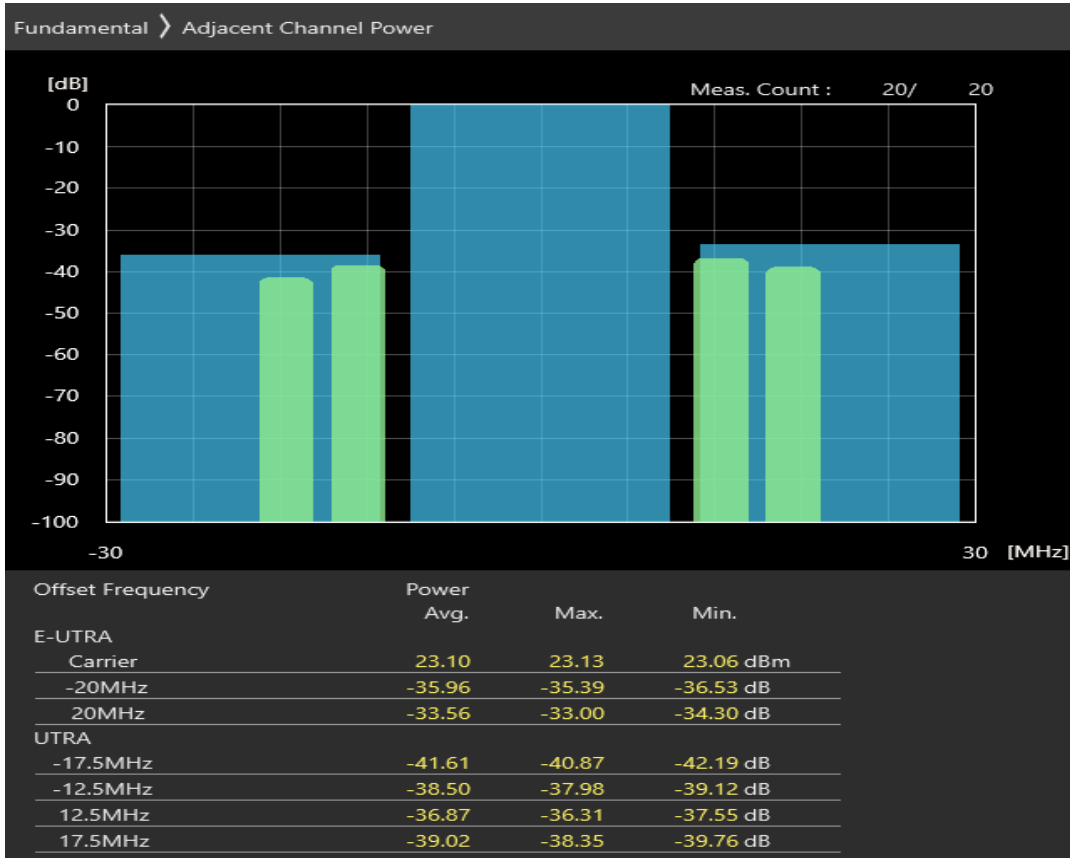 Fundamental 〉 Adjacent Channel Power
[dB]
Meas. Count : 20/ 20
0
-10
-20
-30
-40
-50
-60
-70
-80
-90
-100
-30 30 [MHz]
Offset Frequency Power
Avg. Max. Min.
E-UTRA
Carrier 23.10 23.13 23.06 dBm
-20MHz -35.96 -35.39 -36.53 dB
20MHz -33.56 -33.00 -34.30 dB
UTRA
-17.5MHz -41.61 -40.87 -42.19 dB
-12.5MHz -38.50 -37.98 -39.12 dB
12.5MHz -36.87 -36.31 -37.55 dB
17.5MHz -39.02 -38.35 -39.76 dB